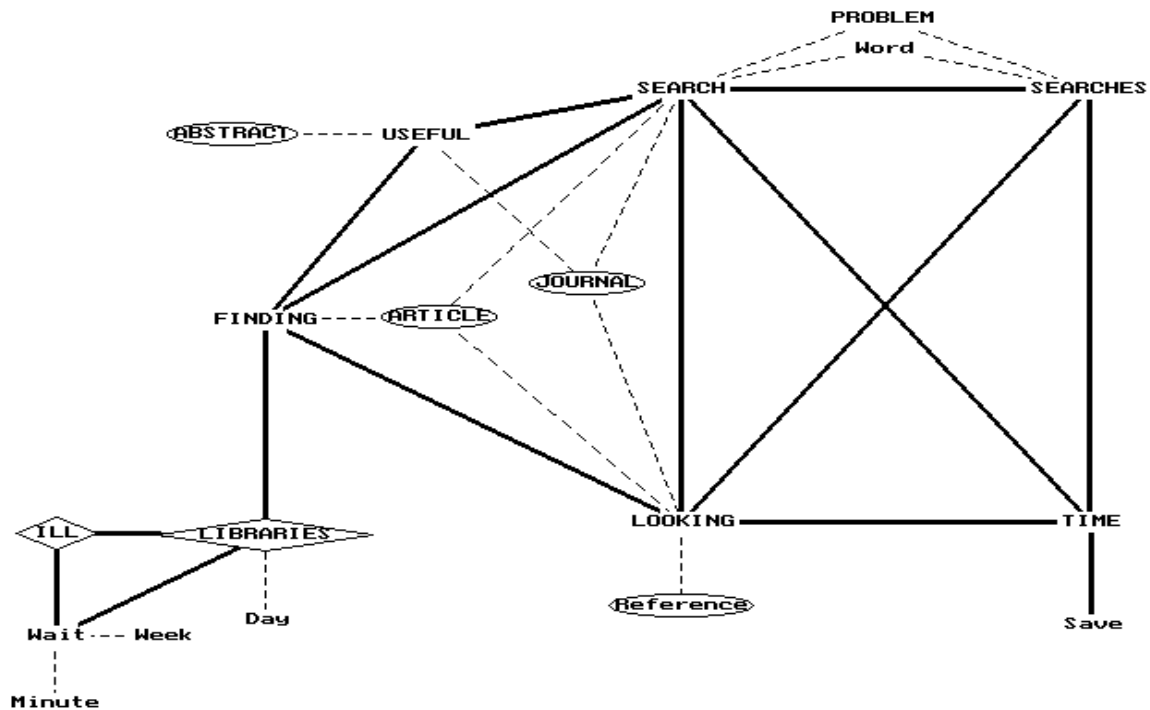 PROBLEM
Word
SEARCH
SEARCHES
ABSTRACT
USEFUL
JOURNAL
FINDING
ARTICLE
LOOKING
TIME
ILL
LIBRARIES
Reference
Day
Save
Wait
Week
Minute